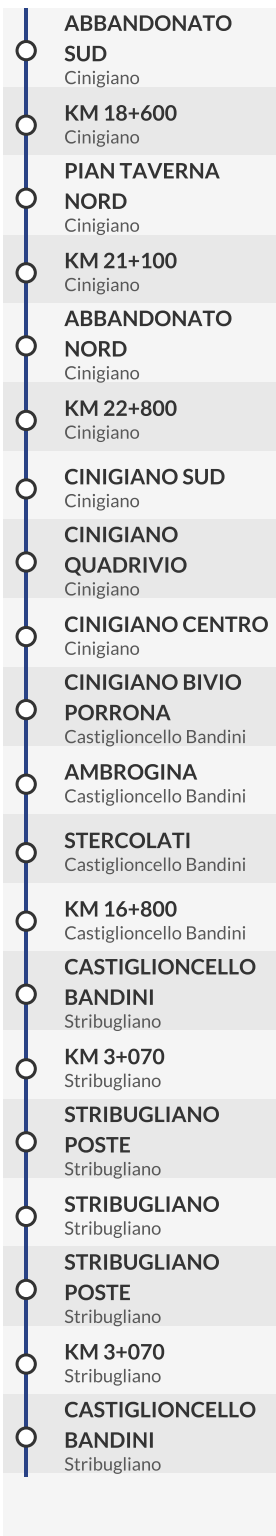 ABBANDONATO
SUD
Cinigiano
KM 18+600
Cinigiano
PIAN TAVERNA
NORD
Cinigiano
KM 21+100
Cinigiano
ABBANDONATO
NORD
Cinigiano
KM 22+800
Cinigiano
CINIGIANO SUD
Cinigiano
CINIGIANO
QUADRIVIO
Cinigiano
CINIGIANO CENTRO
Cinigiano
CINIGIANO BIVIO
PORRONA
Castiglioncello Bandini
AMBROGINA
Castiglioncello Bandini
STERCOLATI
Castiglioncello Bandini
KM 16+800
Castiglioncello Bandini
CASTIGLIONCELLO
BANDINI
Stribugliano
KM 3+070
Stribugliano
STRIBUGLIANO
POSTE
Stribugliano
STRIBUGLIANO
Stribugliano
STRIBUGLIANO
POSTE
Stribugliano
KM 3+070
Stribugliano
CASTIGLIONCELLO
BANDINI
Stribugliano